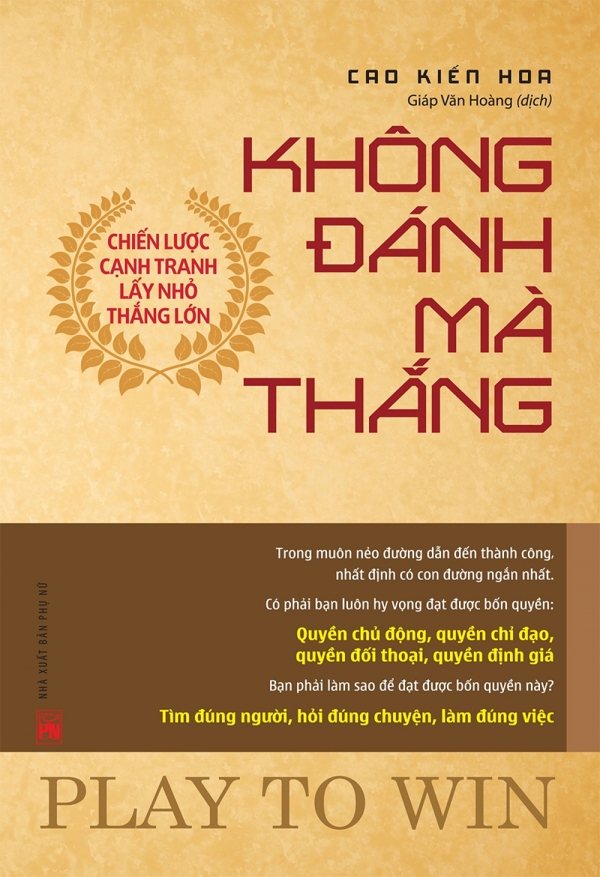 CAO KIẾN HOA
Giáp Văn Hoàng (dịch)
KHÔNG
ĐÁNH
MÀ
THẮNG
CHIẾN LƯỢC
CẠNH TRANH
LẤY NHỎ
THẮNG LỚN
Trong muôn nẻo đường dẫn đến thành công,
nhất định có con đường ngắn nhất.
Có phải bạn luôn hy vọng đạt được bốn quyền:
Quyền chủ động, quyền chỉ đạo,
quyền đối thoại, quyền định giá
Bạn phải làm sao để đạt được bốn quyền này?
Tìm đúng người, hỏi đúng chuyện, làm đúng việc
NHÀ XUẤT BẢN PHỤ NỮ
PN
PLAY TO WIN